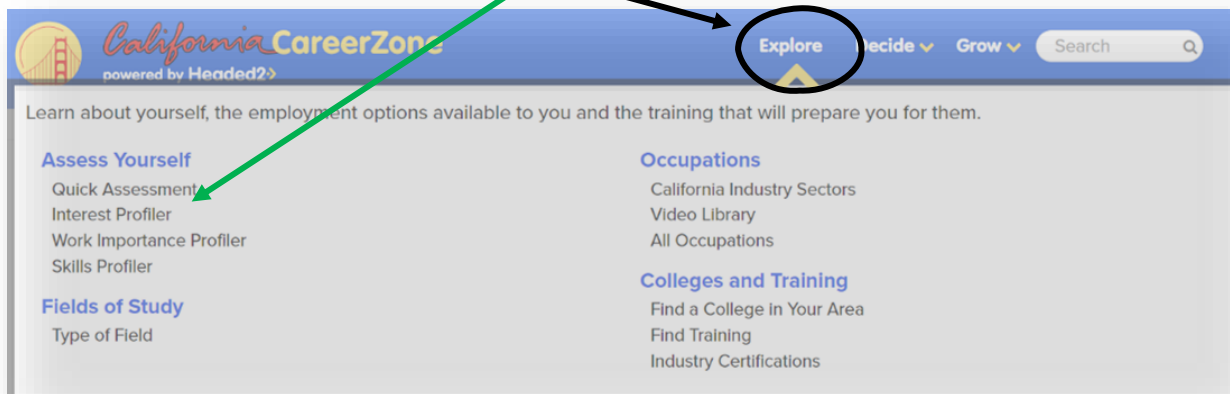 California CareerZone
powered by Headed2
Explore Decide Grow Search
Learn about yourself, the employment options available to you and the training that will prepare you for them.
Assess Yourself
Quick Assessment
Interest Profiler
Work Importance Profiler
Skills Profiler
Fields of Study
Type of Field
Occupations
California Industry Sectors
Video Library
All Occupations
Colleges and Training
Find a College in Your Area
Find Training
Industry Certifications